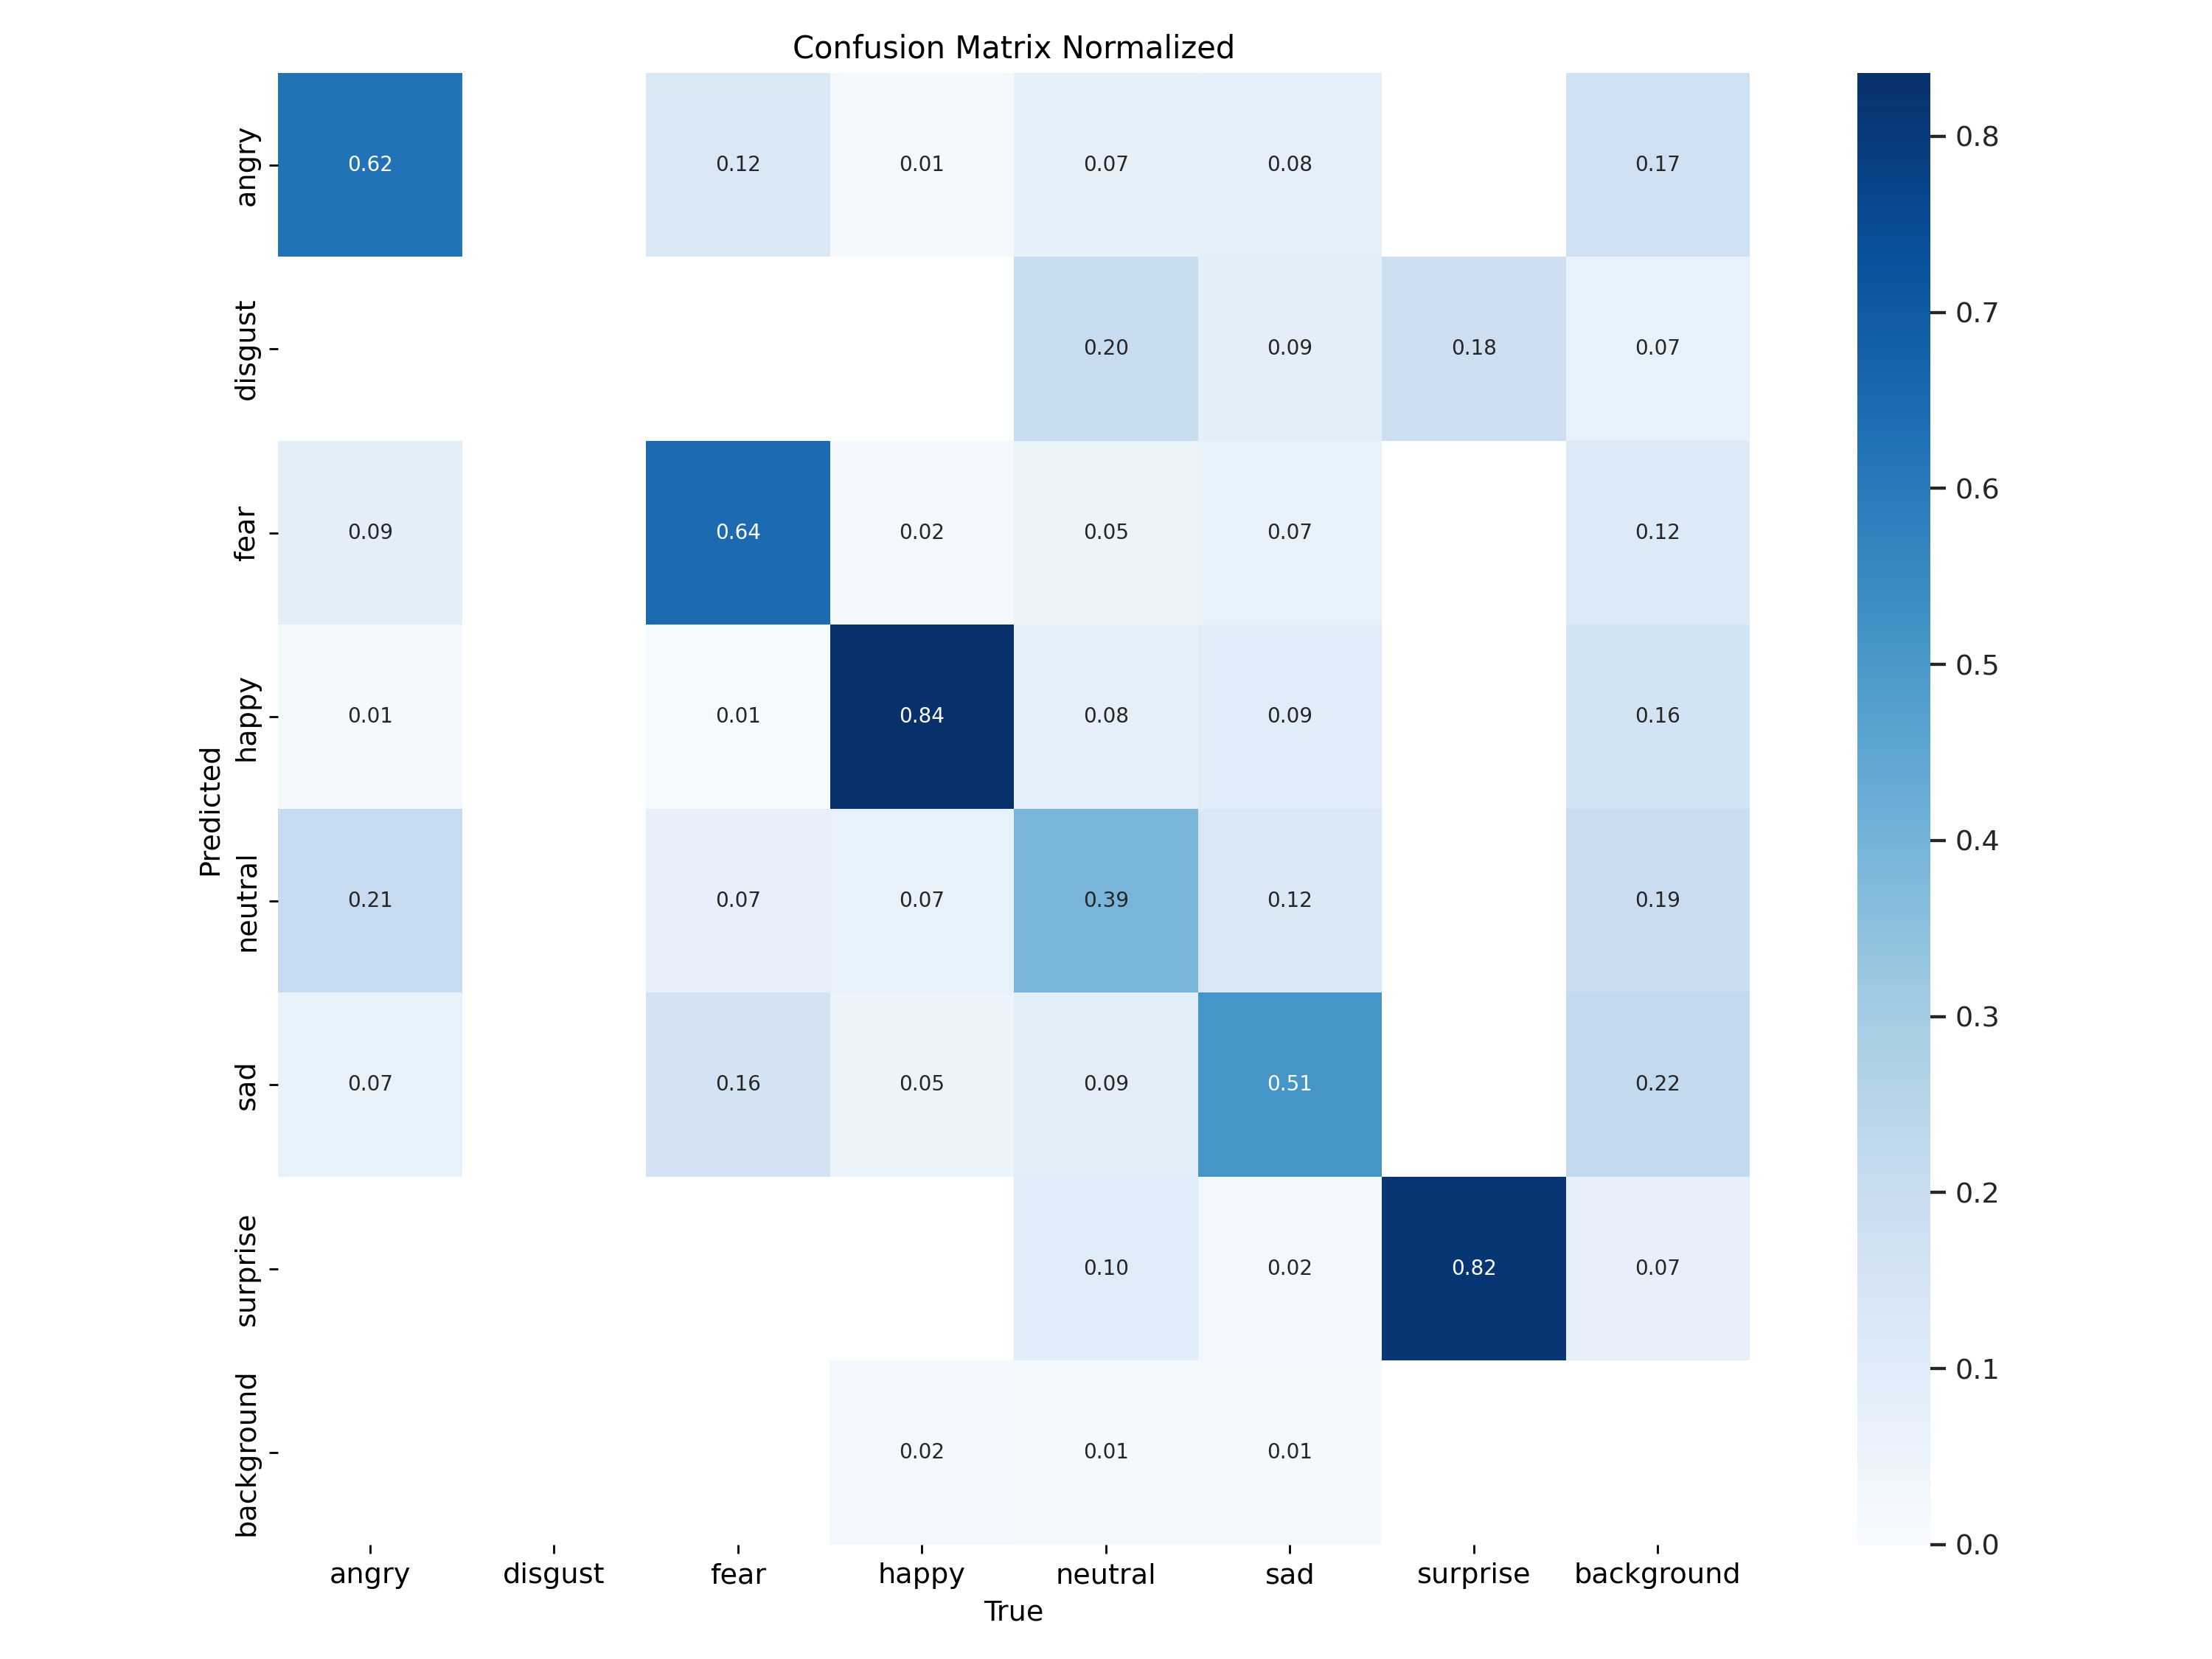 Confusion Matrix Normalized
angry 0.62 0.12 0.01 0.07 0.08 0.17
disgust 0.20 0.09 0.18 0.07
fear 0.09 0.64 0.02 0.05 0.07 0.12
happy 0.01 0.01 0.84 0.08 0.09 0.16
neutral 0.21 0.07 0.07 0.39 0.12 0.19
sad 0.07 0.16 0.05 0.09 0.51 0.22
surprise 0.10 0.02 0.82 0.07
background 0.02 0.01 0.01
Predicted
angry disgust fear happy neutral sad surprise background
True
0.8
0.7
0.6
0.5
0.4
0.3
0.2
0.1
0.0